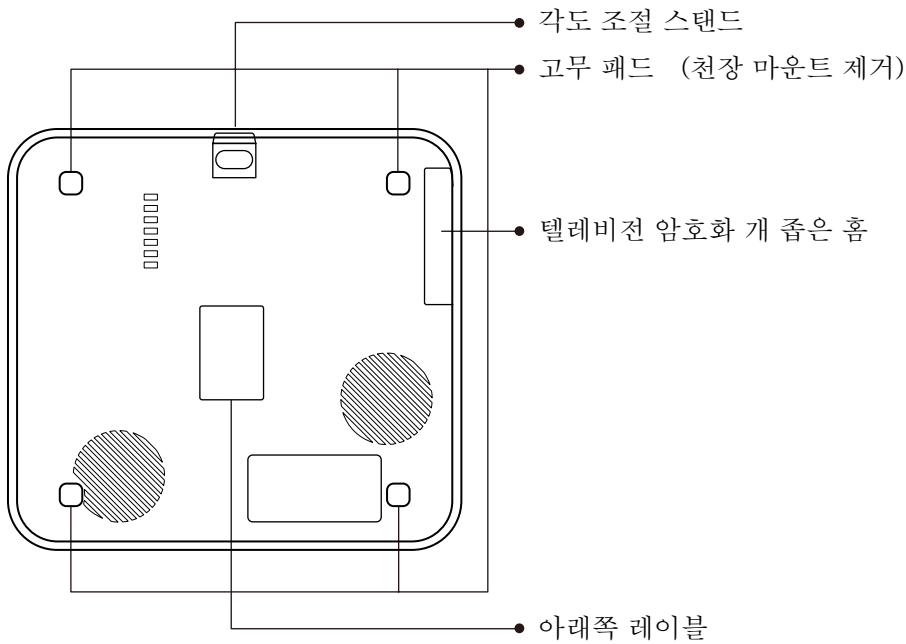 각도 조절 스탠드
고무 패드 (천장 마운트 제거)
텔레비전 암호화 개 좁은 홈
아래쪽 레이블